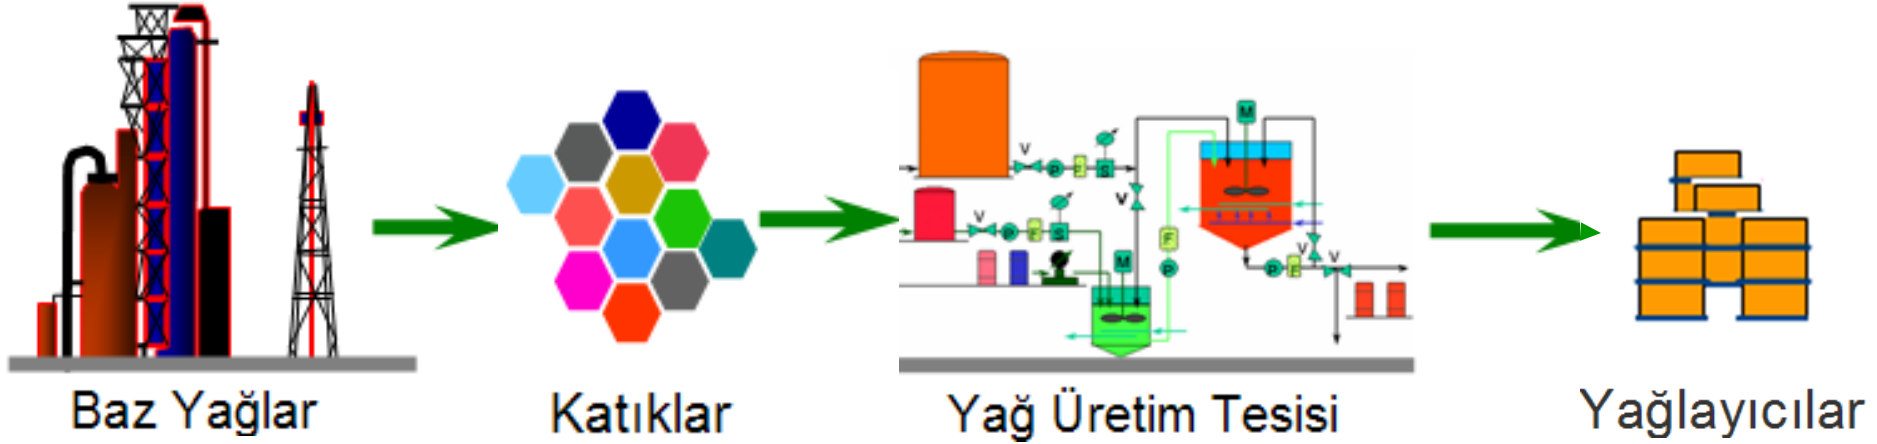 M
V
P
F
S
V
V
P
F
S
F
P
M
V
P
F
V
M
Baz Yağlar
Katıklar
Yağ Üretim Tesisi
Yağlayıcılar